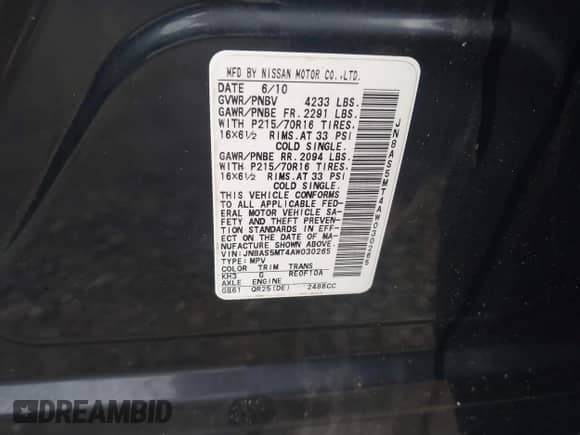 MFD BY NISSAN MOTOR CO.,LTD.
DATE 6/10
GVWR/PNBV 4233 LBS.
GAWR/PNBE FR.2291 LBS.
WITH P215/70R16 TIRES.
16X6½ RIMS.AT 33 PSI
COLD SINGLE.
GAWR/PNBE RR.2094 LBS.
WITH P215/70R16 TIRES.
16X6½ RIMS.AT 33 PSI
COLD SINGLE.
THIS VEHICLE CONFORMS
TO ALL APPLICABLE FED-
ERAL MOTOR VEHICLE SA-
FETY AND THEFT PREVEN-
TION STANDARDS IN EFF-
ECT ON THE DATE OF MA-
NUFACTURE SHOWN ABOVE.
VIN:JN8AS5MT4AW030265
TYPE:MPV
COLOR TRIM TRANS
KH3 G RE0F10A
AXLE ENGINE
GB61 QR25(DE) 2488CC
JN8AS5MT4AW030265
DREAMBID